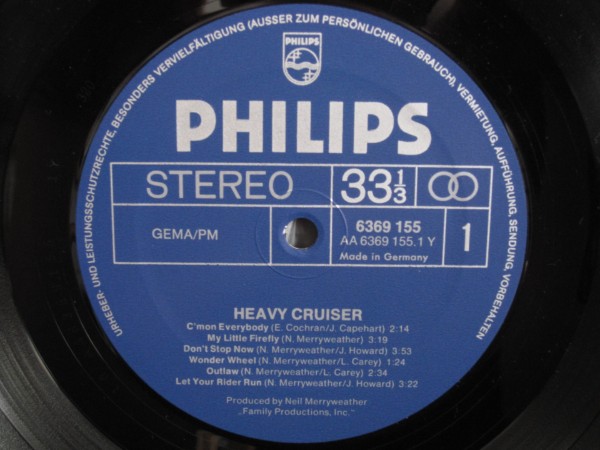 URHEBER- UND LEISTUNGSSCHUTZRECHTE, BESONDERS VERVIELFÄLTIGUNG (AUSSER ZUM PERSÖNLICHEN GEBRAUCH), VERMIETUNG, AUFFÜHRUNG, SENDUNG, VORBEHALTEN
PHILIPS
PHILIPS
STEREO 33 1/3
GEMA/PM
6369 155
AA 6369 155.1 Y
Made in Germany
1
HEAVY CRUISER
C'mon Everybody (E. Cochran/J. Capehart) 2:14
My Little Firefly (N. Merryweather) 3:19
Don't Stop Now (N. Merryweather/J. Howard) 3:53
Wonder Wheel (N. Merryweather/L. Carey) 1:24
Outlaw (N. Merryweather/L. Carey) 2:34
Let Your Rider Run (N. Merryweather/J. Howard) 3:22
Produced by Neil Merryweather
„Family Productions, Inc."